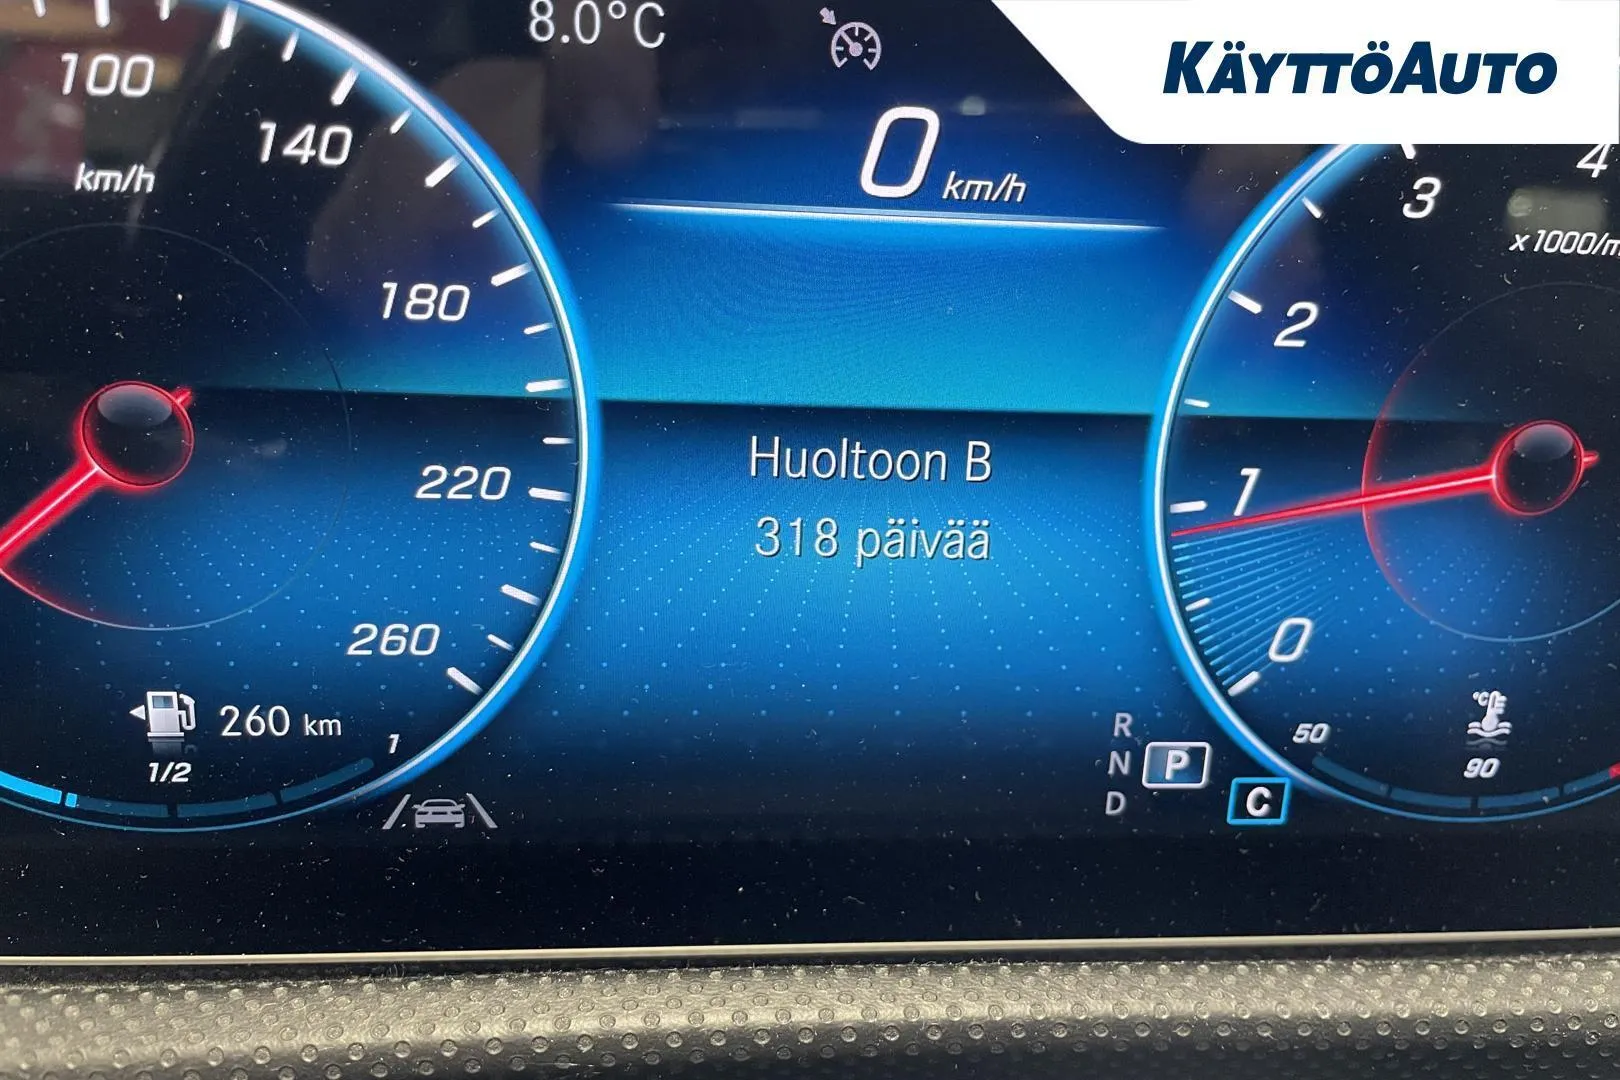 8.0°C
KÄYTTÖAUTO
100
140
km/h
180
220
260
0 km/h
4
3
x1000/m
2
1
0
Huoltoon B
318 päivää
260 km
1/2
1
R
N
D
P
C
50
°C
90